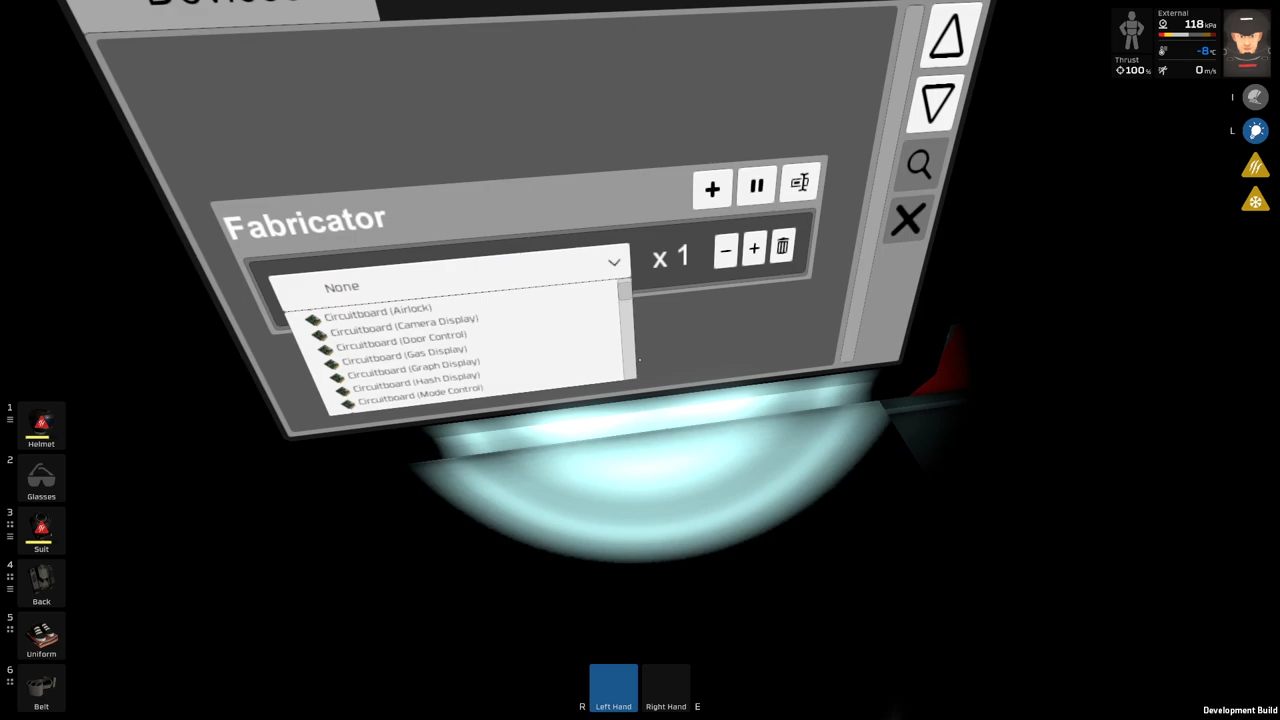 External
118 kPa
-8 °C
Thrust
100 %
0 m/s
I
L
Fabricator
x 1
None
Circuitboard (Airlock)
Circuitboard (Camera Display)
Circuitboard (Door Control)
Circuitboard (Gas Display)
Circuitboard (Graph Display)
Circuitboard (Hash Display)
Circuitboard (Mode Control)
1
Helmet
2
Glasses
3
Suit
4
Back
5
Uniform
6
Belt
R
Left Hand
Right Hand
E
Development Build